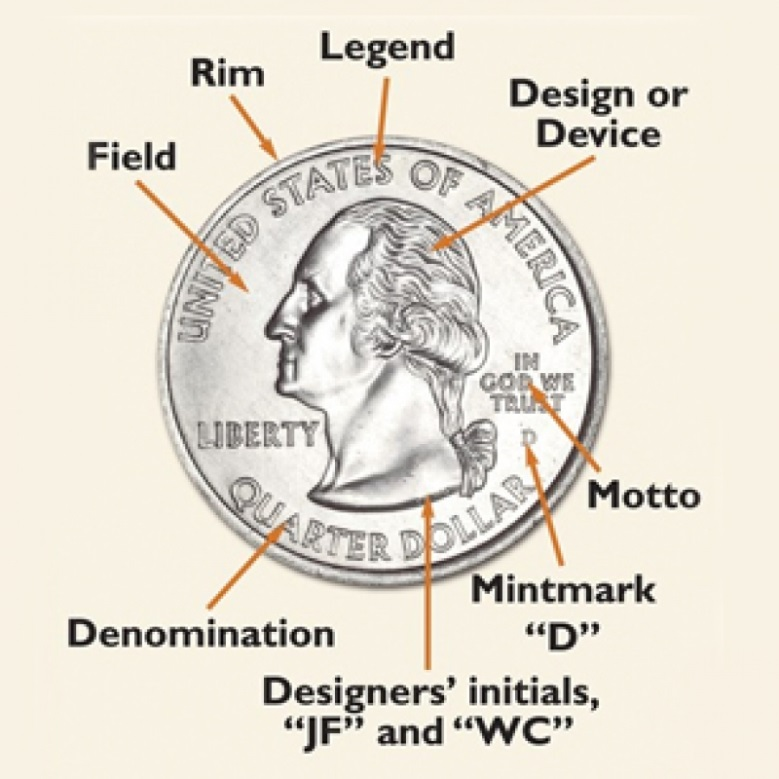 Legend
Rim
Design or
Device
Field
UNITED STATES OF AMERICA
IN
GOD WE
TRUST
LIBERTY
D
QUARTER DOLLAR
Motto
Mintmark
“D”
Denomination
Designers’ initials,
“JF” and “WC”